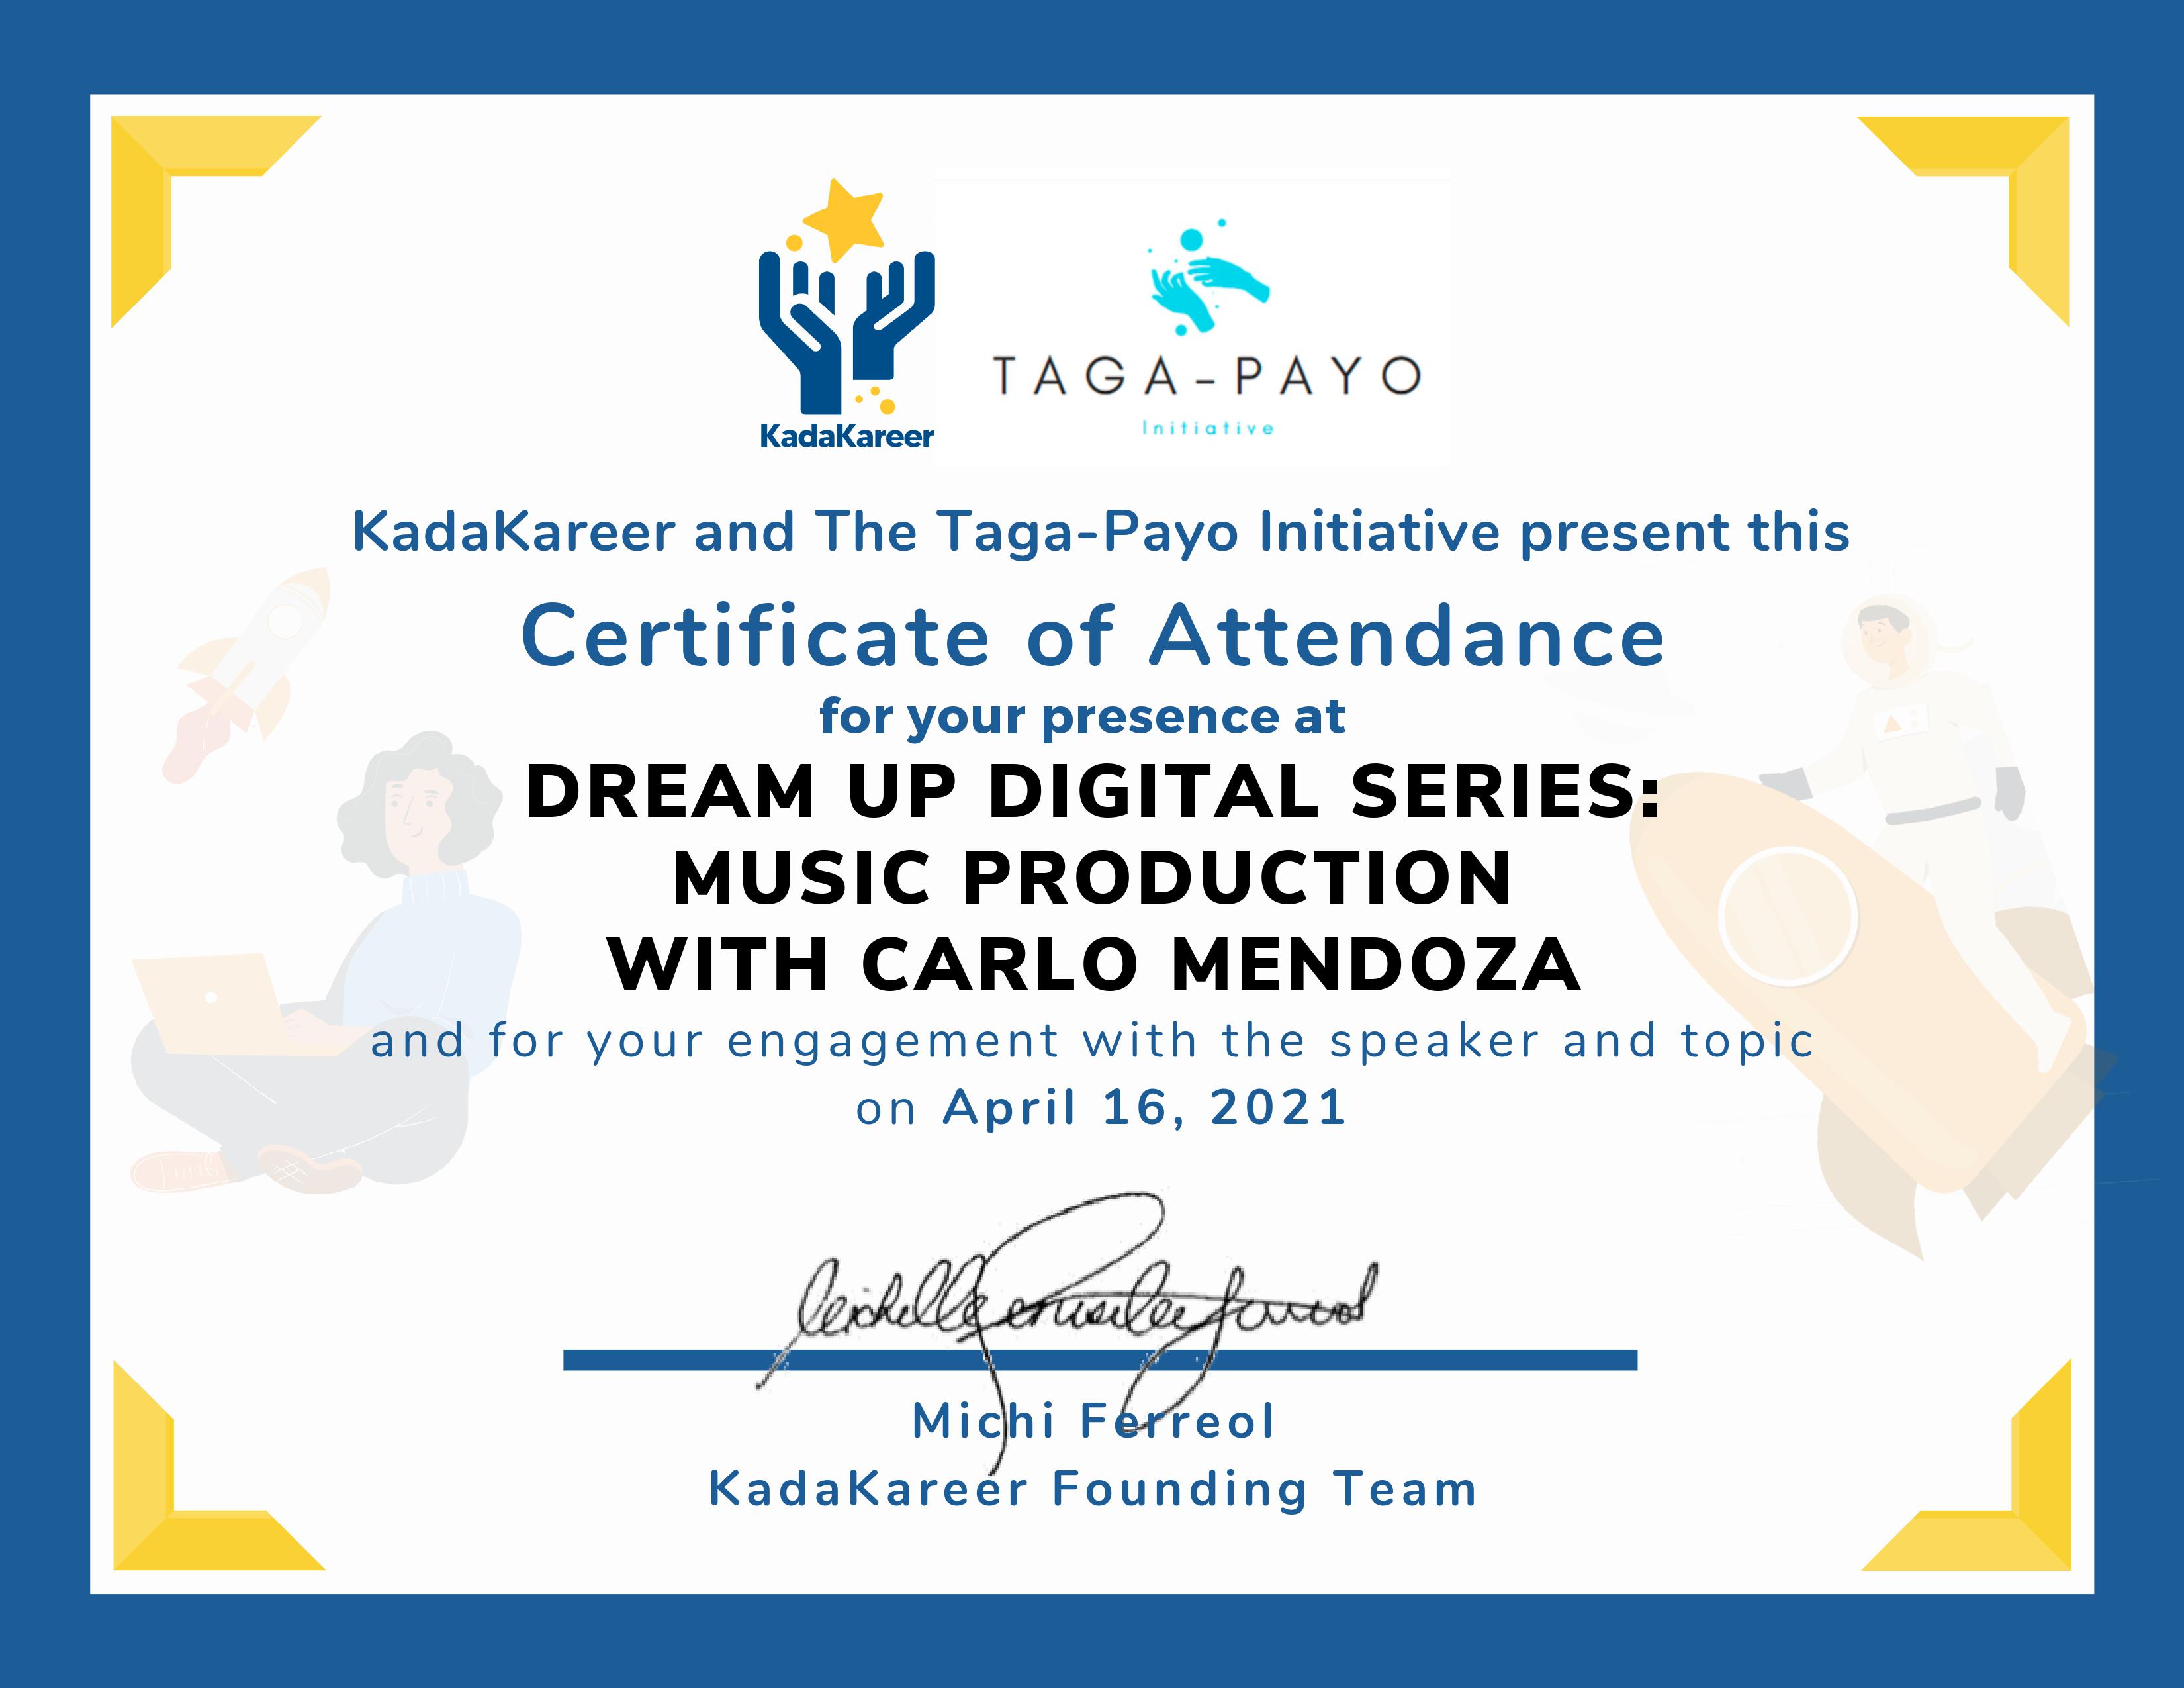 KadaKareer
TAGA-PAYO
Initiative
KadaKareer and The Taga-Payo Initiative present this
Certificate of Attendance
for your presence at
DREAM UP DIGITAL SERIES:
MUSIC PRODUCTION
WITH CARLO MENDOZA
and for your engagement with the speaker and topic
on April 16, 2021
Michi Ferreol
KadaKareer Founding Team